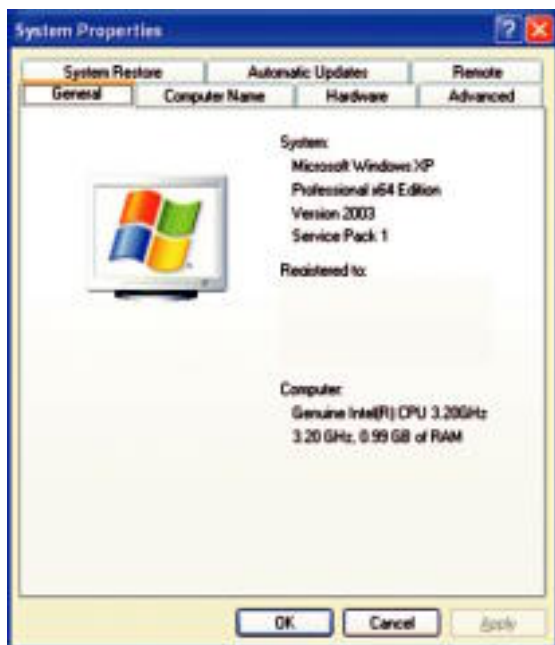 System Properties
System Restore Automatic Updates Remote
General Computer Name Hardware Advanced
System:
Microsoft Windows XP
Professional x64 Edition
Version 2003
Service Pack 1
Registered to:
Computer:
Genuine Intel(R) CPU 3.20GHz
3.20 GHz, 0.99 GB of RAM
OK Cancel Apply